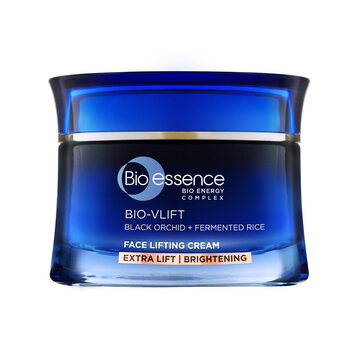 Bio essence
BIO ENERGY
COMPLEX
BIO-VLIFT
BLACK ORCHID + FERMENTED RICE
FACE LIFTING CREAM
EXTRA LIFT | BRIGHTENING